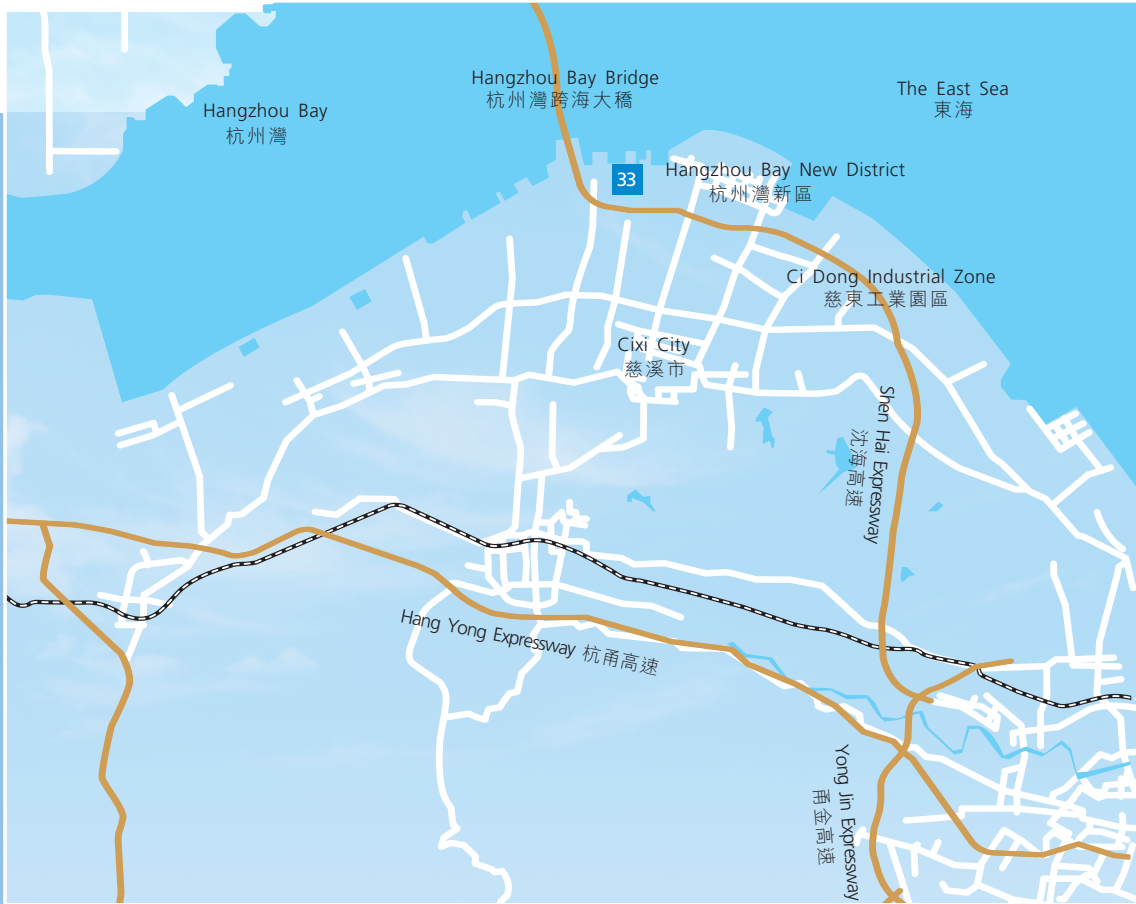 Hangzhou Bay Bridge
杭州灣跨海大橋
The East Sea
東海
Hangzhou Bay
杭州灣
33
Hangzhou Bay New District
杭州灣新區
Ci Dong Industrial Zone
慈東工業園區
Cixi City
慈溪市
Shen Hai Expressway
沈海高速
Hang Yong Expressway 杭甬高速
Yong Jin Expressway
甬金高速